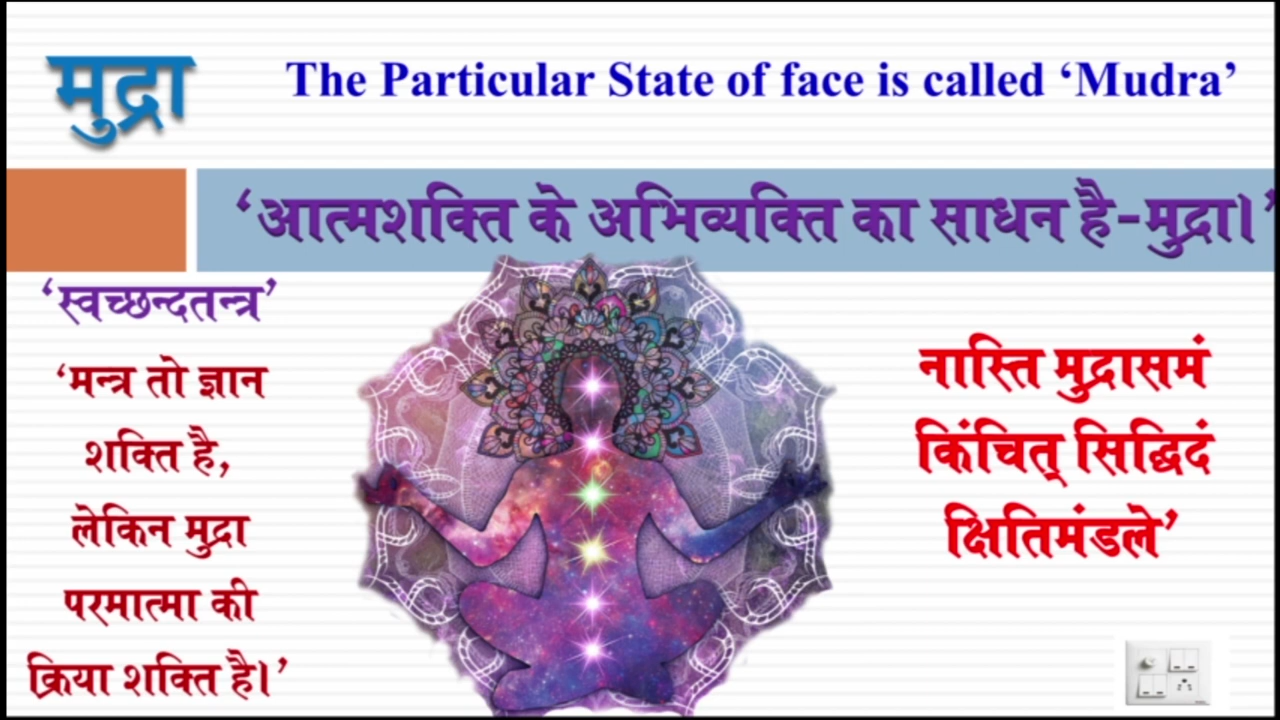 मुद्रा
The Particular State of face is called ‘Mudra’
‘आत्मशक्ति के अभिव्यक्ति का साधन है-मुद्रा।’
‘स्वच्छन्दतन्त्र’
‘मन्त्र तो ज्ञान
शक्ति है,
लेकिन मुद्रा
परमात्मा की
क्रिया शक्ति है।’
नास्ति मुद्रासमं
किंचित् सिद्धिदं
क्षितिमंडले’